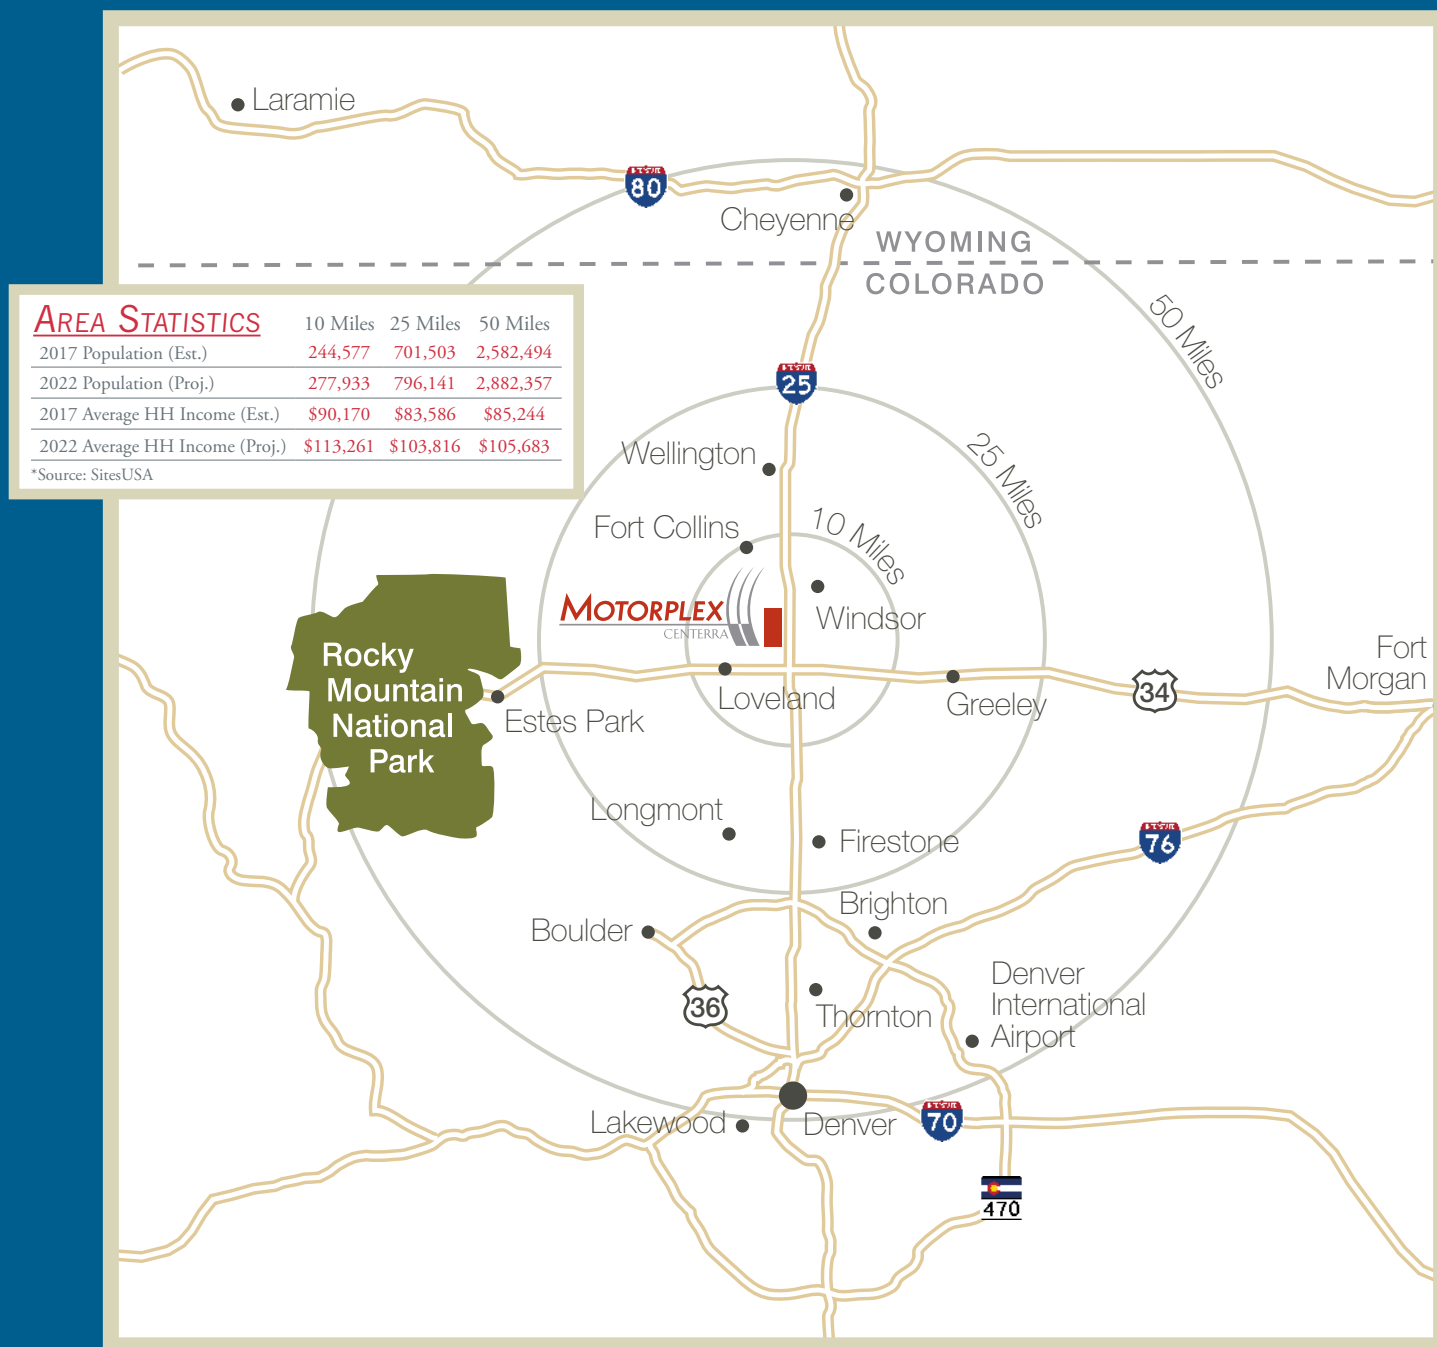 Laramie
80
Cheyenne
WYOMING
COLORADO
AREA STATISTICS 10 Miles 25 Miles 50 Miles
2017 Population (Est.) 244,577 701,503 2,582,494
2022 Population (Proj.) 277,933 796,141 2,882,357
2017 Average HH Income (Est.) $90,170 $83,586 $85,244
2022 Average HH Income (Proj.) $113,261 $103,816 $105,683
*Source: SitesUSA
50 Miles
25
25 Miles
Wellington
10 Miles
Fort Collins
MOTORPLEX
CENTERRA
Windsor
Rocky
Mountain
National
Park
Fort
Morgan
34
Loveland
Greeley
Estes Park
Longmont
Firestone
76
Brighton
Boulder
Denver
International
Airport
36
Thornton
Lakewood
Denver
70
470